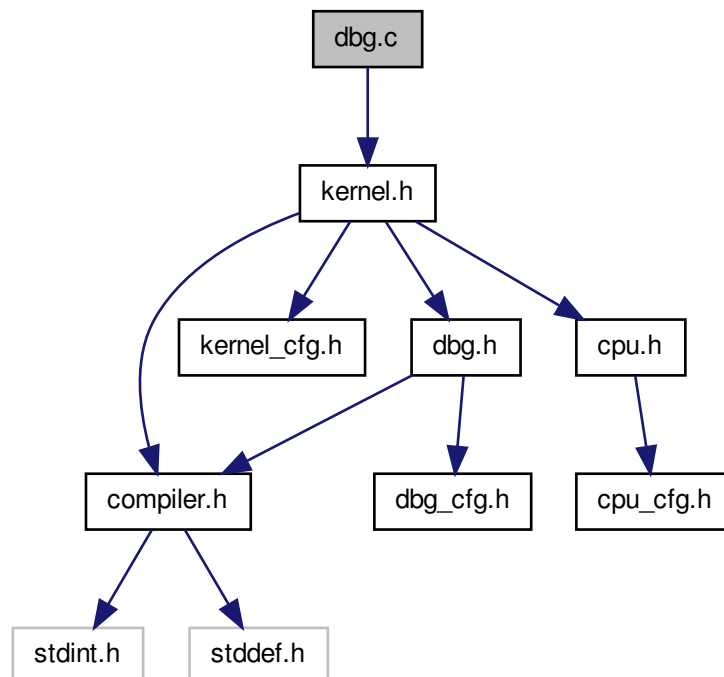 dbg.c
kernel.h
kernel_cfg.h
dbg.h
cpu.h
compiler.h
dbg_cfg.h
cpu_cfg.h
stdint.h
stddef.h